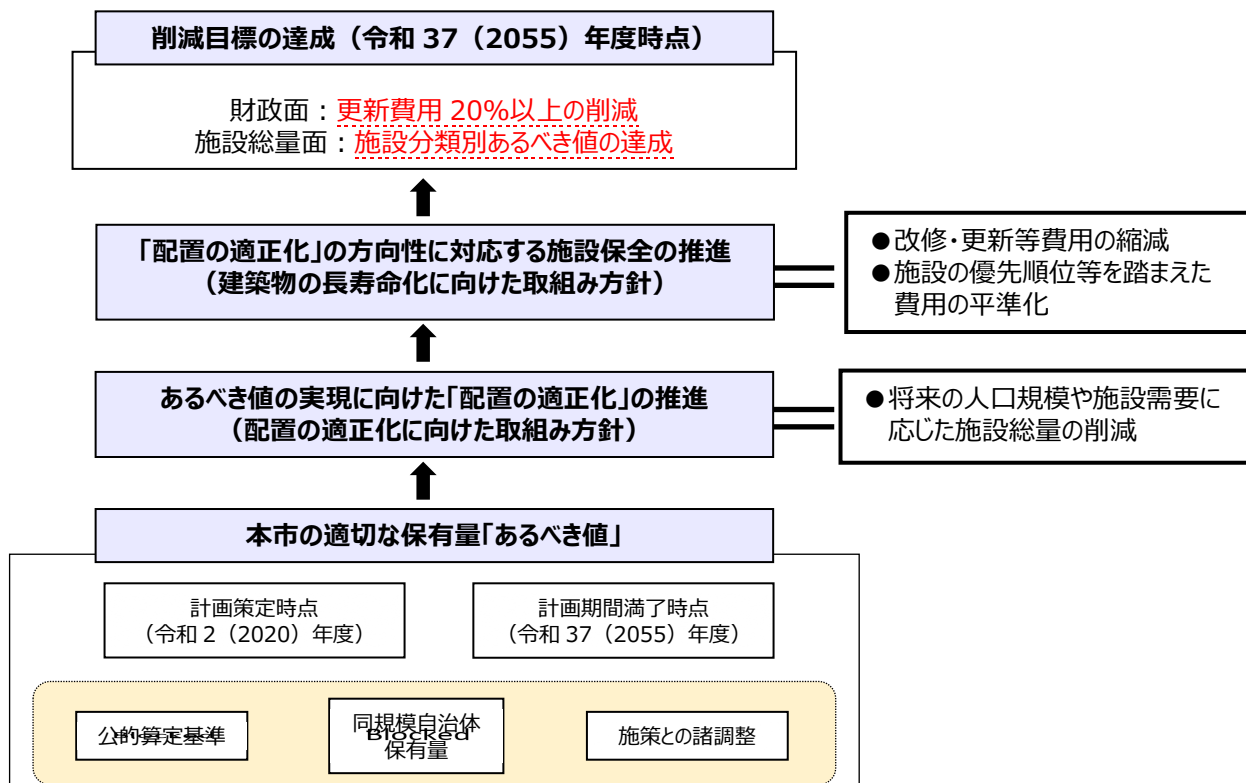 削減目標の達成（令和 37（2055）年度時点）
財政面：更新費用 20%以上の削減
施設総量面：施設分類別あるべき値の達成
「配置の適正化」の方向性に対応する施設保全の推進
（建築物の長寿命化に向けた取組み方針）
●改修・更新等費用の縮減
●施設の優先順位等を踏まえた
費用の平準化
あるべき値の実現に向けた「配置の適正化」の推進
（配置の適正化に向けた取組み方針）
●将来の人口規模や施設需要に
応じた施設総量の削減
本市の適切な保有量「あるべき値」
計画策定時点
（令和 2（2020）年度）
計画期間満了時点
（令和 37（2055）年度）
公的算定基準
同規模自治体
Blocked
保有量
施策との諸調整